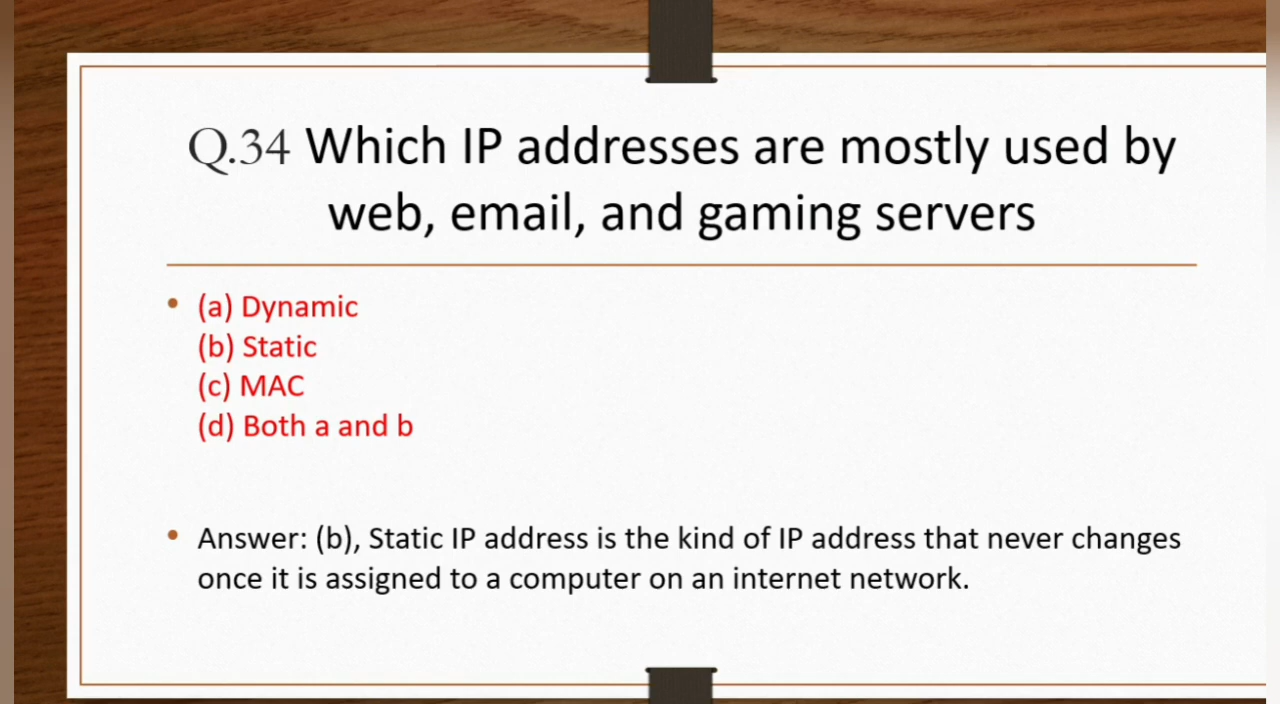 Q.34 Which IP addresses are mostly used by
web, email, and gaming servers
• (a) Dynamic
(b) Static
(c) MAC
(d) Both a and b
• Answer: (b), Static IP address is the kind of IP address that never changes
once it is assigned to a computer on an internet network.